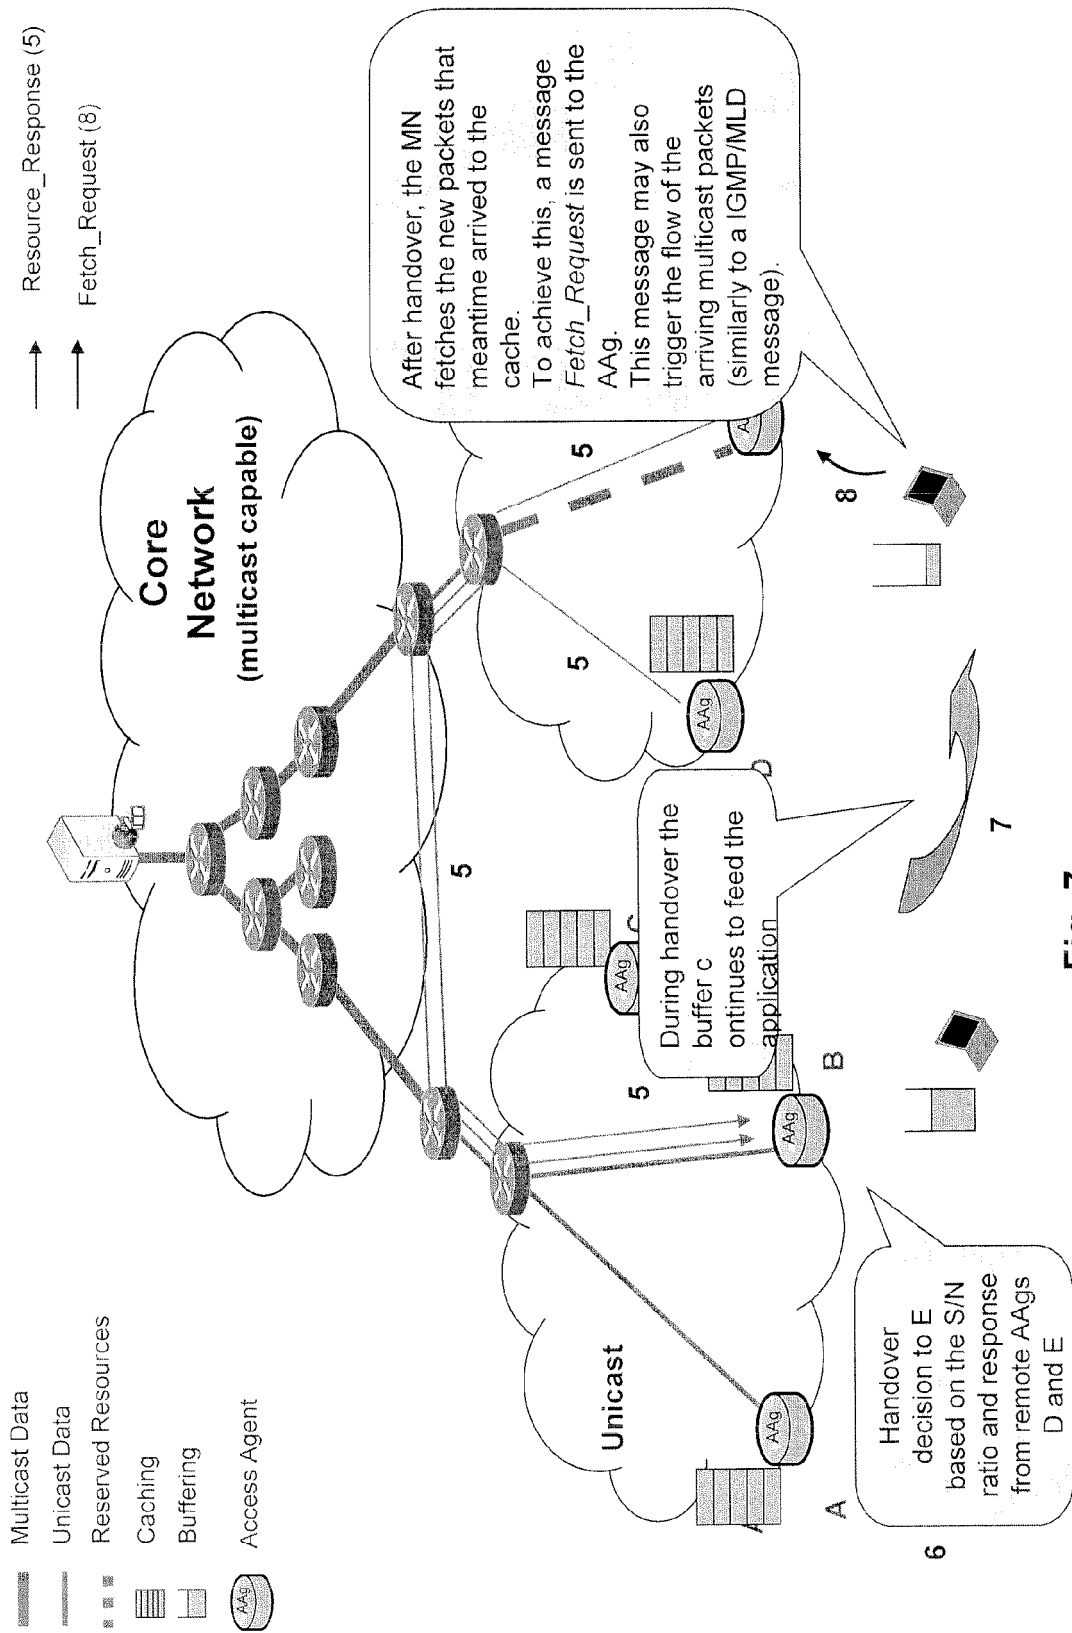 Multicast Data
Unicast Data
Reserved Resources
Caching
Buffering
AAg
Access Agent
Resource_Response (5)
Fetch_Request (8)
Core
Network
(multicast capable)
After handover, the MN
fetches the new packets that
meantime arrived to the
cache.
To achieve this, a message
Fetch_Request is sent to the
AAg.
This message may also
trigger the flow of the
arriving multicast packets
(similarly to a IGMP/MLD
message).
5
5
5
5
Unicast
AAg
AAg
AAg
AAg
A
B
D
During handover the
buffer c
ontinues to feed the
application
8
7
6
Handover
decision to E
based on the S/N
ratio and response
from remote AAgs
D and E